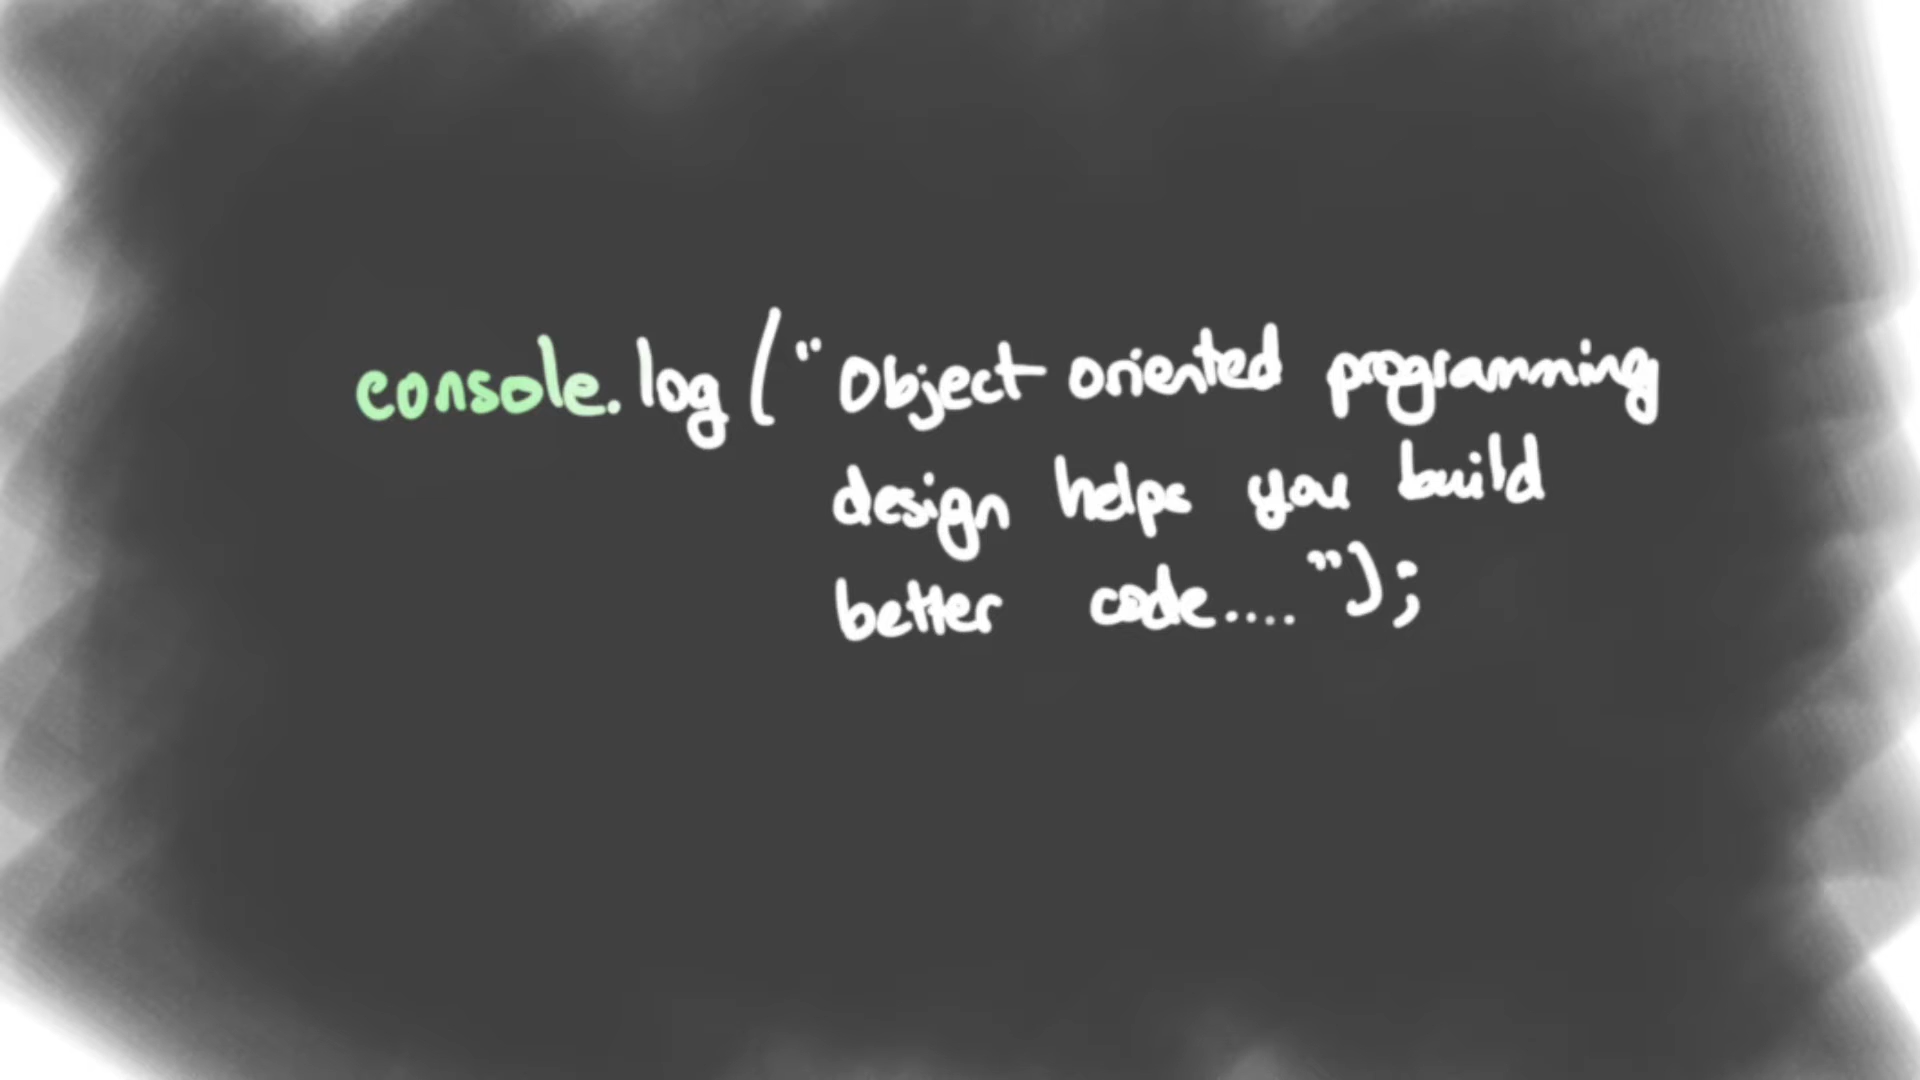 console.log("Object oriented programming
design helps you build
better code....");